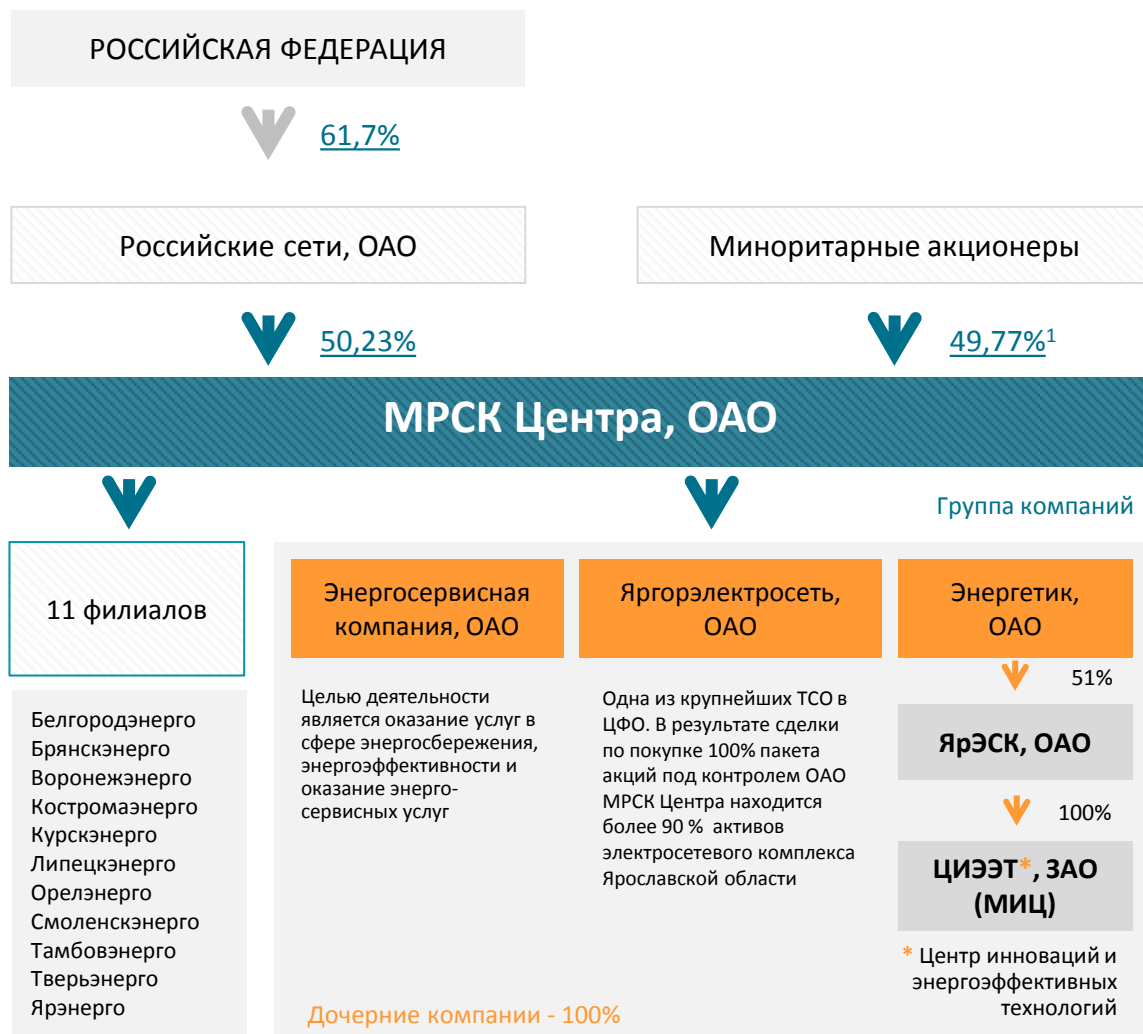 РОССИЙСКАЯ ФЕДЕРАЦИЯ
61,7%
Российские сети, ОАО
Миноритарные акционеры
50,23%
49,77%¹
МРСК Центра, ОАО
Группа компаний
11 филиалов
Белгородэнерго
Брянскэнерго
Воронежэнерго
Костромаэнерго
Курскэнерго
Липецкэнерго
Орелэнерго
Смоленскэнерго
Тамбовэнерго
Тверьэнерго
Ярэнерго
Энергосервисная
компания, ОАО
Целью деятельности
является оказание услуг в
сфере энергосбережения,
энергоэффективности и
оказание энерго-
сервисных услуг
Яргорэлектросеть,
ОАО
Одна из крупнейших ТСО в
ЦФО. В результате сделки
по покупке 100% пакета
акций под контролем ОАО
МРСК Центра находится
более 90 % активов
электросетевого комплекса
Ярославской области
Энергетик,
ОАО
51%
ЯрЭСК, ОАО
100%
ЦИЭЭТ*, ЗАО
(МИЦ)
* Центр инноваций и
энергоэффективных
технологий
Дочерние компании - 100%